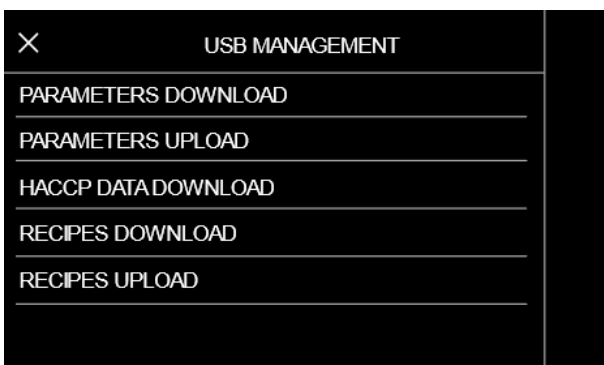 USB MANAGEMENT
PARAMETERS DOWNLOAD
PARAMETERS UPLOAD
HACCP DATA DOWNLOAD
RECIPES DOWNLOAD
RECIPES UPLOAD